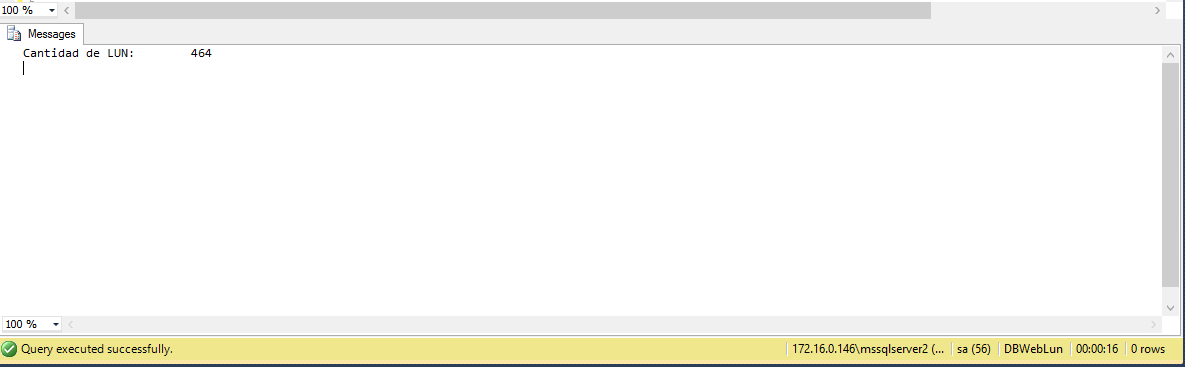 100 %
Messages
Cantidad de LUN: 464
100 %
Query executed successfully. 172.16.0.146\mssqlserver2 (... sa (56) DBWebLun 00:00:16 0 rows